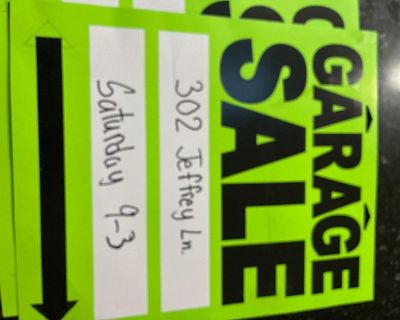 GARAGE
SALE
302 Jeffrey Ln.
Saturday 9-3